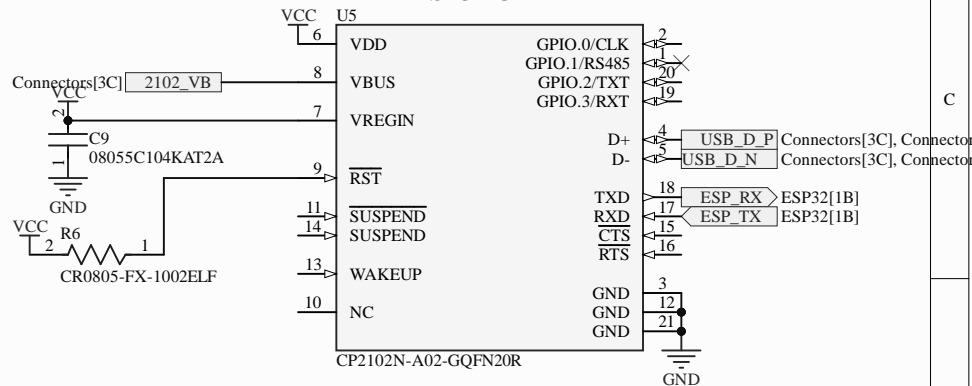 VCC
U5
6
VDD
GPIO.0/CLK
2
GPIO.1/RS485
1
Connectors[3C]
2102_VB
8
VBUS
GPIO.2/TXT
20
GPIO.3/RXT
19
VCC
C
2
7
VREGIN
C9
D+
4
USB_D_P
Connectors[3C], Connector
1
08055C104KAT2A
D-
5
USB_D_N
Connectors[3C], Connector
9
RST
GND
TXD
18
ESP_RX
ESP32[1B]
11
SUSPEND
RXD
17
ESP_TX
ESP32[1B]
VCC
R6
14
SUSPEND
CTS
15
2
1
RTS
16
13
WAKEUP
CR0805-FX-1002ELF
GND
3
10
NC
GND
12
GND
21
CP2102N-A02-GQFN20R
GND